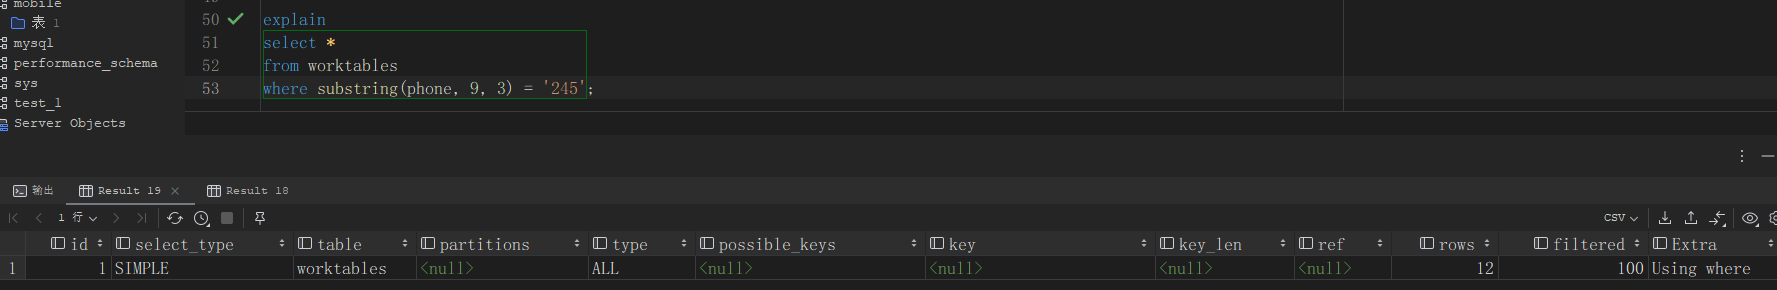 mobile
表 1
mysql
performance_schema
sys
test_l
Server Objects
50 explain
51 select *
52 from worktables
53 where substring(phone, 9, 3) = '245';
输出 Result 19 × Result 18
1 行 CSV
id select_type table partitions type possible_keys key key_len ref rows filtered Extra
1 1 SIMPLE worktables <null> ALL <null> <null> <null> <null> 12 100 Using where